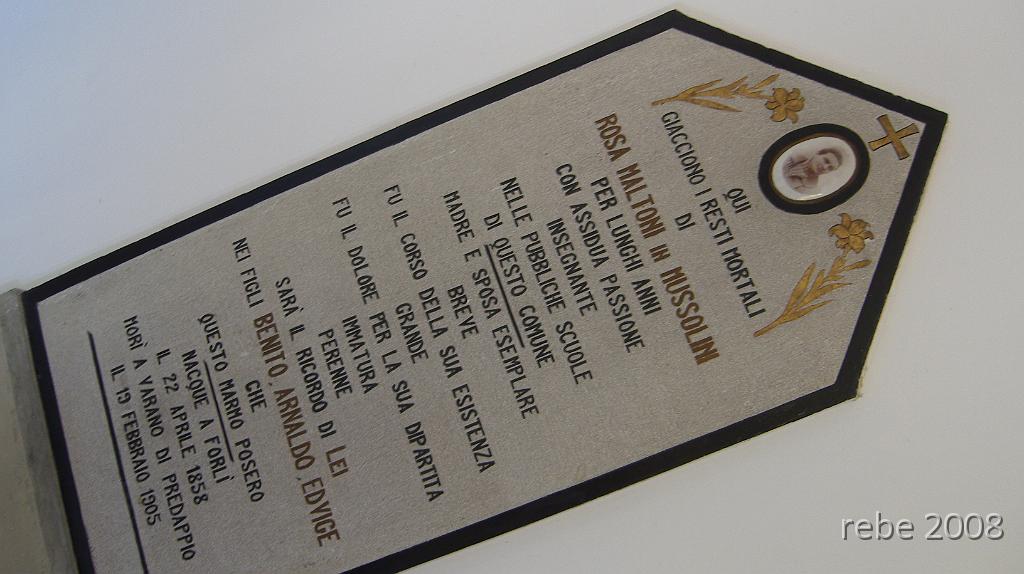 QUI
GIACCIONO I RESTI MORTALI
DI
ROSA MALTONI IN MUSSOLINI
PER LUNGHI ANNI
CON ASSIDUA PASSIONE
INSEGNANTE
NELLE PUBBLICHE SCUOLE
DI QUESTO COMUNE
MADRE E SPOSA ESEMPLARE
BREVE
FU IL CORSO DELLA SUA ESISTENZA
GRANDE
FU IL DOLORE PER LA SUA DIPARTITA
IMMATURA
PERENNE
SARÀ IL RICORDO DI LEI
NEI FIGLI BENITO, ARNALDO, EDVIGE
CHE
QUESTO MARMO POSERO
NACQUE A FORLÌ
IL 22 APRILE 1858
MORÌ A VARANO DI PREDAPPIO
IL 19 FEBBRAIO 1905
rebe 2008